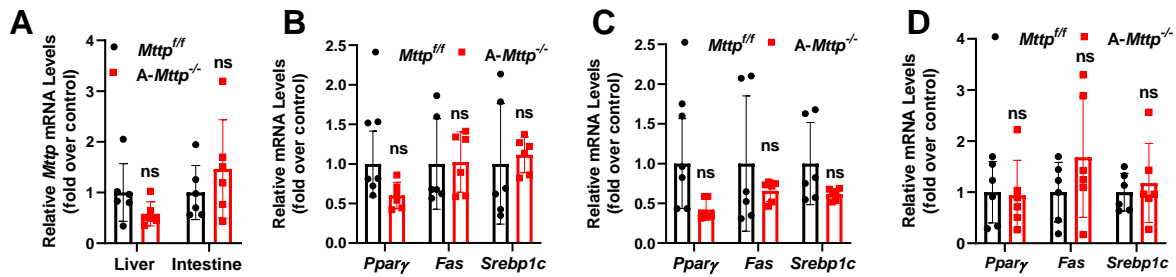 A
Relative Mttp mRNA Levels
(fold over control)
4
3
2
1
0
Mttp^f/f
A-Mttp^-/-
ns
ns
Liver
Intestine
B
Relative mRNA Levels
(fold over control)
2.5
2.0
1.5
1.0
0.5
0.0
Mttp^f/f
A-Mttp^-/-
ns
ns
ns
Pparγ
Fas
Srebp1c
C
Relative mRNA Levels
(fold over control)
2.5
2.0
1.5
1.0
0.5
0.0
Mttp^f/f
A-Mttp^-/-
ns
ns
ns
Pparγ
Fas
Srebp1c
D
Relative mRNA Levels
(fold over control)
4
3
2
1
0
Mttp^f/f
A-Mttp^-/-
ns
ns
ns
Pparγ
Fas
Srebp1c